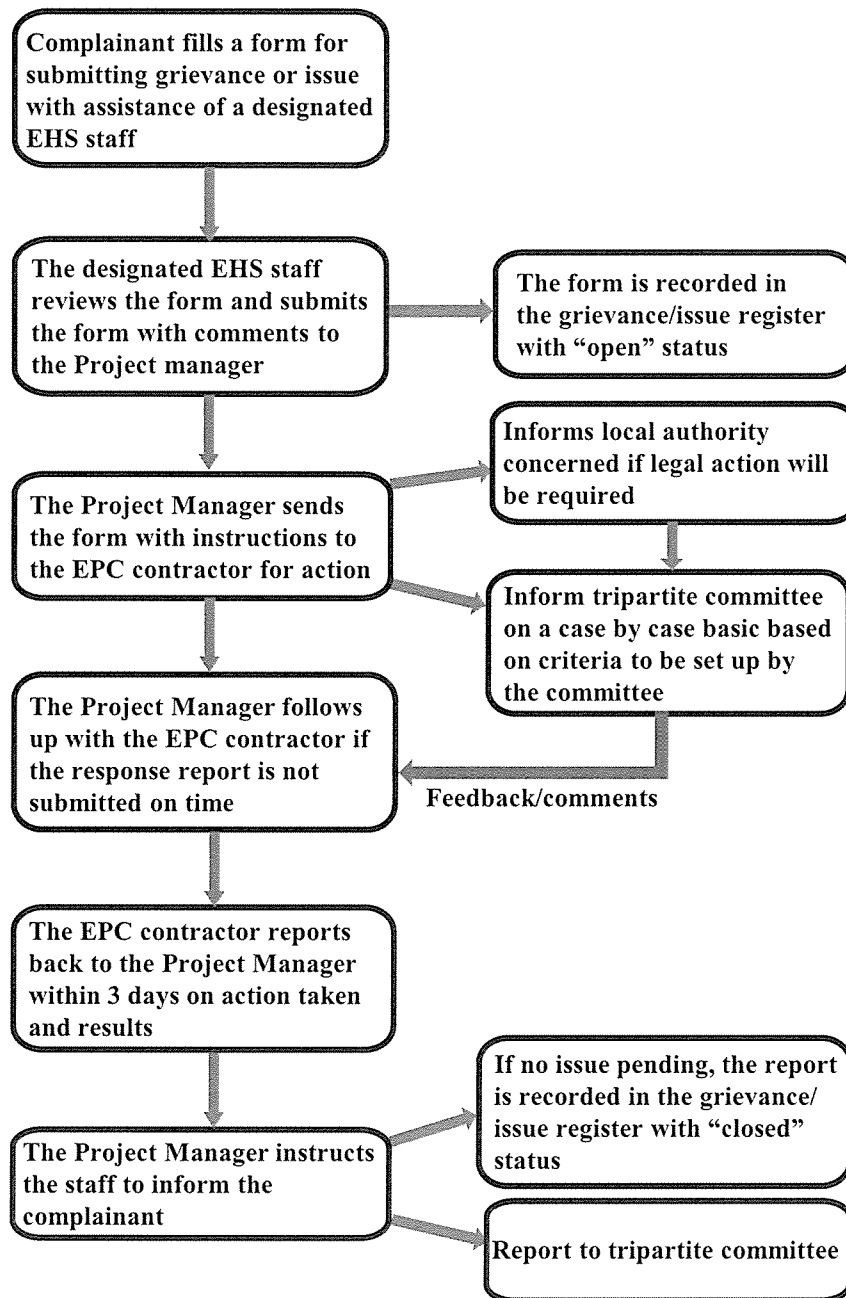 Complainant fills a form for
submitting grievance or issue
with assistance of a designated
EHS staff
The designated EHS staff
reviews the form and submits
the form with comments to
the Project manager
The form is recorded in
the grievance/issue register
with “open” status
Informs local authority
concerned if legal action will
be required
The Project Manager sends
the form with instructions to
the EPC contractor for action
Inform tripartite committee
on a case by case basic based
on criteria to be set up by
the committee
The Project Manager follows
up with the EPC contractor if
the response report is not
submitted on time
Feedback/comments
The EPC contractor reports
back to the Project Manager
within 3 days on action taken
and results
If no issue pending, the report
is recorded in the grievance/
issue register with “closed”
status
The Project Manager instructs
the staff to inform the
complainant
Report to tripartite committee